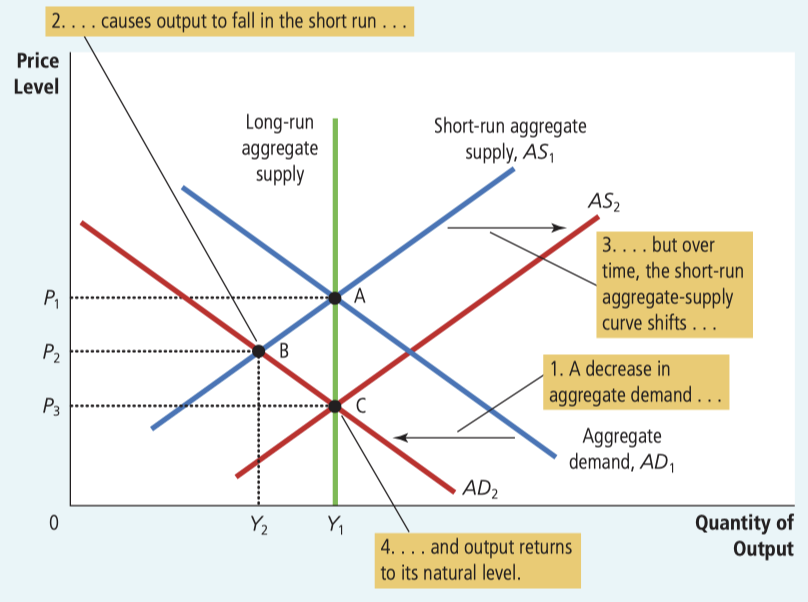 2. . . . causes output to fall in the short run . . .
Price
Level
Long-run
aggregate
supply
Short-run aggregate
supply, AS₁
AS₂
3. . . . but over
time, the short-run
aggregate-supply
curve shifts . . .
P₁
A
P₂
B
1. A decrease in
aggregate demand . . .
P₃
C
Aggregate
demand, AD₁
AD₂
0
Y₂
Y₁
Quantity of
Output
4. . . . and output returns
to its natural level.